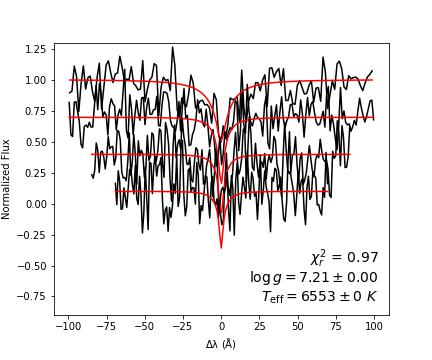 1.25
1.00
0.75
0.50
0.25
0.00
−0.25
−0.50
−0.75
Normalized Flux
χ²ᵣ = 0.97
log g = 7.21 ± 0.00
T_eff = 6553 ± 0 K
−100 −75 −50 −25 0 25 50 75 100
Δλ (Å)